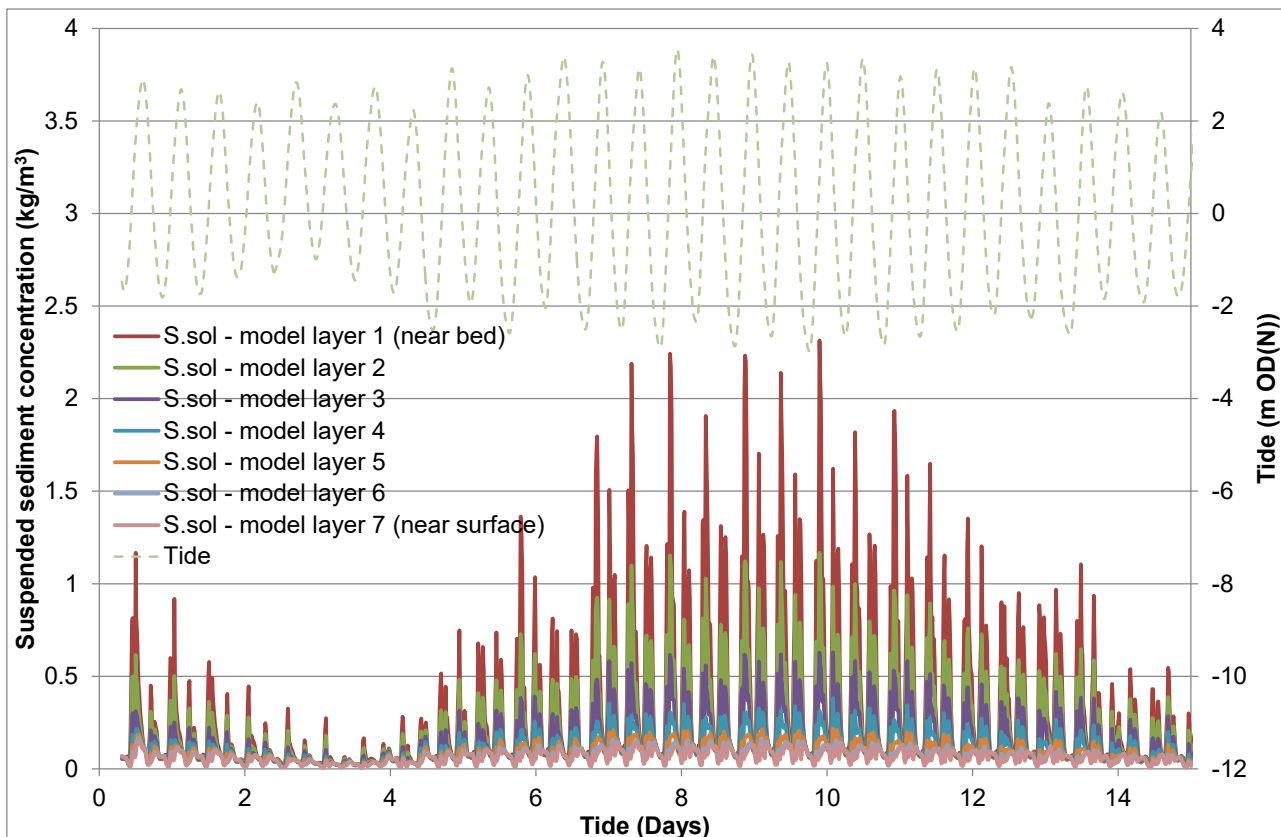 4
3.5
3
2.5
2
1.5
1
0.5
0
Suspended sediment concentration (kg/m³)
4
2
0
-2
-4
-6
-8
-10
-12
Tide (m OD(N))
S.sol - model layer 1 (near bed)
S.sol - model layer 2
S.sol - model layer 3
S.sol - model layer 4
S.sol - model layer 5
S.sol - model layer 6
S.sol - model layer 7 (near surface)
Tide
0 2 4 6 8 10 12 14
Tide (Days)